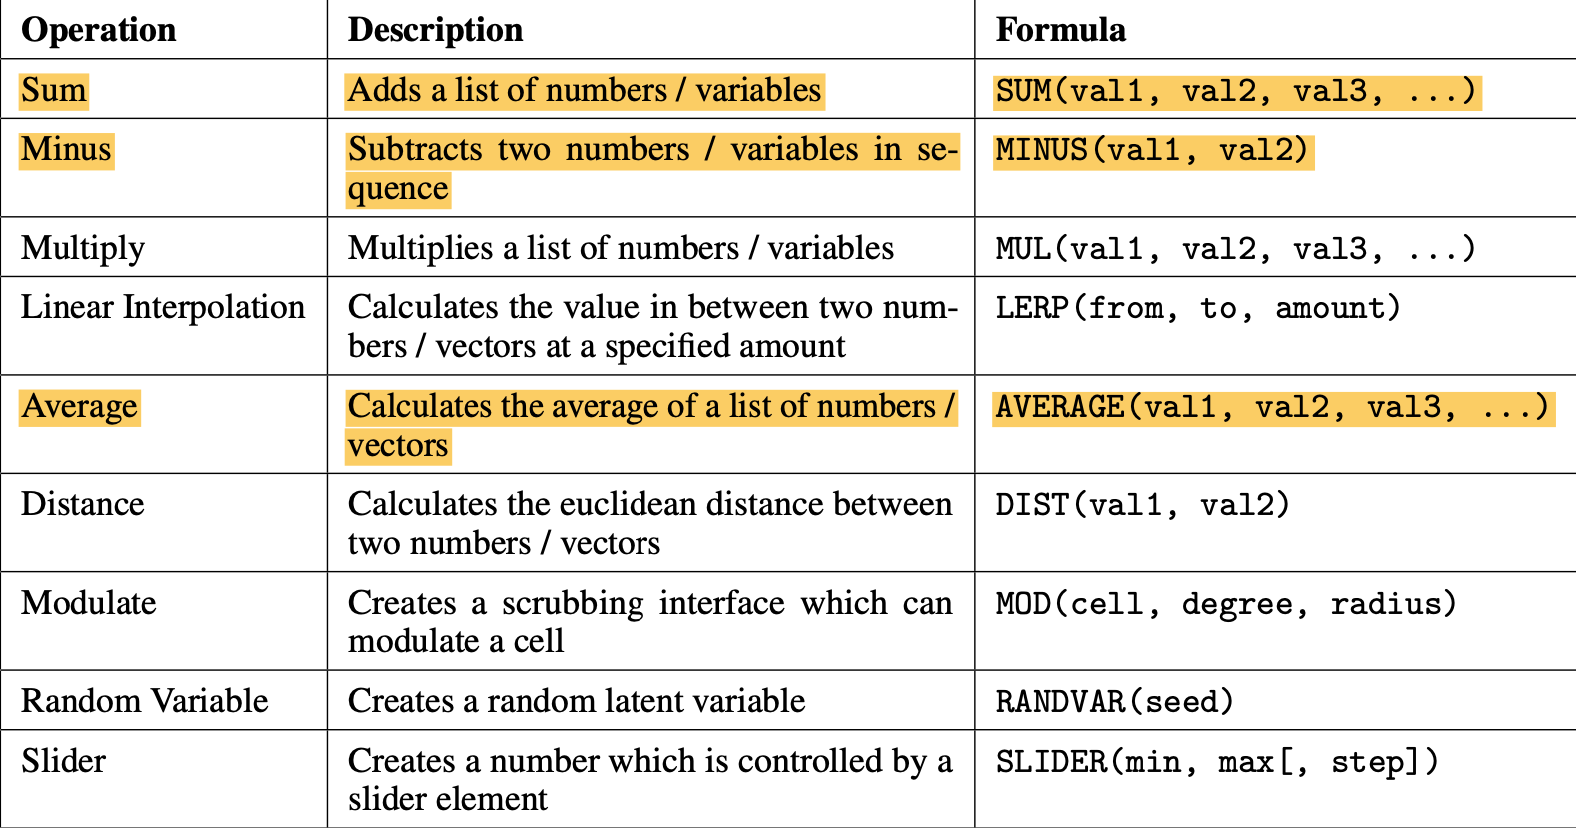 Operation Description Formula
Sum Adds a list of numbers / variables SUM(val1, val2, val3, ...)
Minus Subtracts two numbers / variables in se- MINUS(val1, val2)
quence
Multiply Multiplies a list of numbers / variables MUL(val1, val2, val3, ...)
Linear Interpolation Calculates the value in between two num- LERP(from, to, amount)
bers / vectors at a specified amount
Average Calculates the average of a list of numbers / AVERAGE(val1, val2, val3, ...)
vectors
Distance Calculates the euclidean distance between DIST(val1, val2)
two numbers / vectors
Modulate Creates a scrubbing interface which can MOD(cell, degree, radius)
modulate a cell
Random Variable Creates a random latent variable RANDVAR(seed)
Slider Creates a number which is controlled by a SLIDER(min, max[, step])
slider element